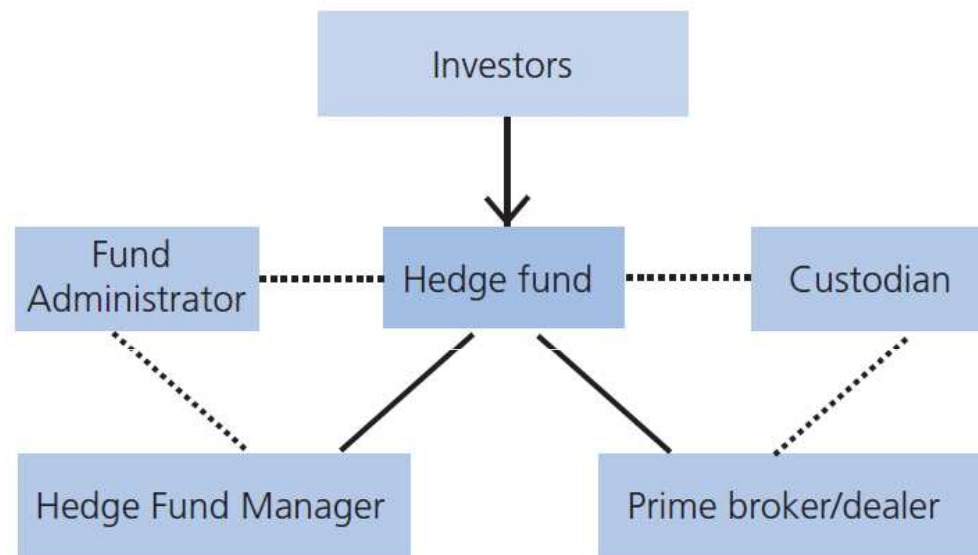 Investors
Fund
Administrator
Hedge fund
Custodian
Hedge Fund Manager
Prime broker/dealer